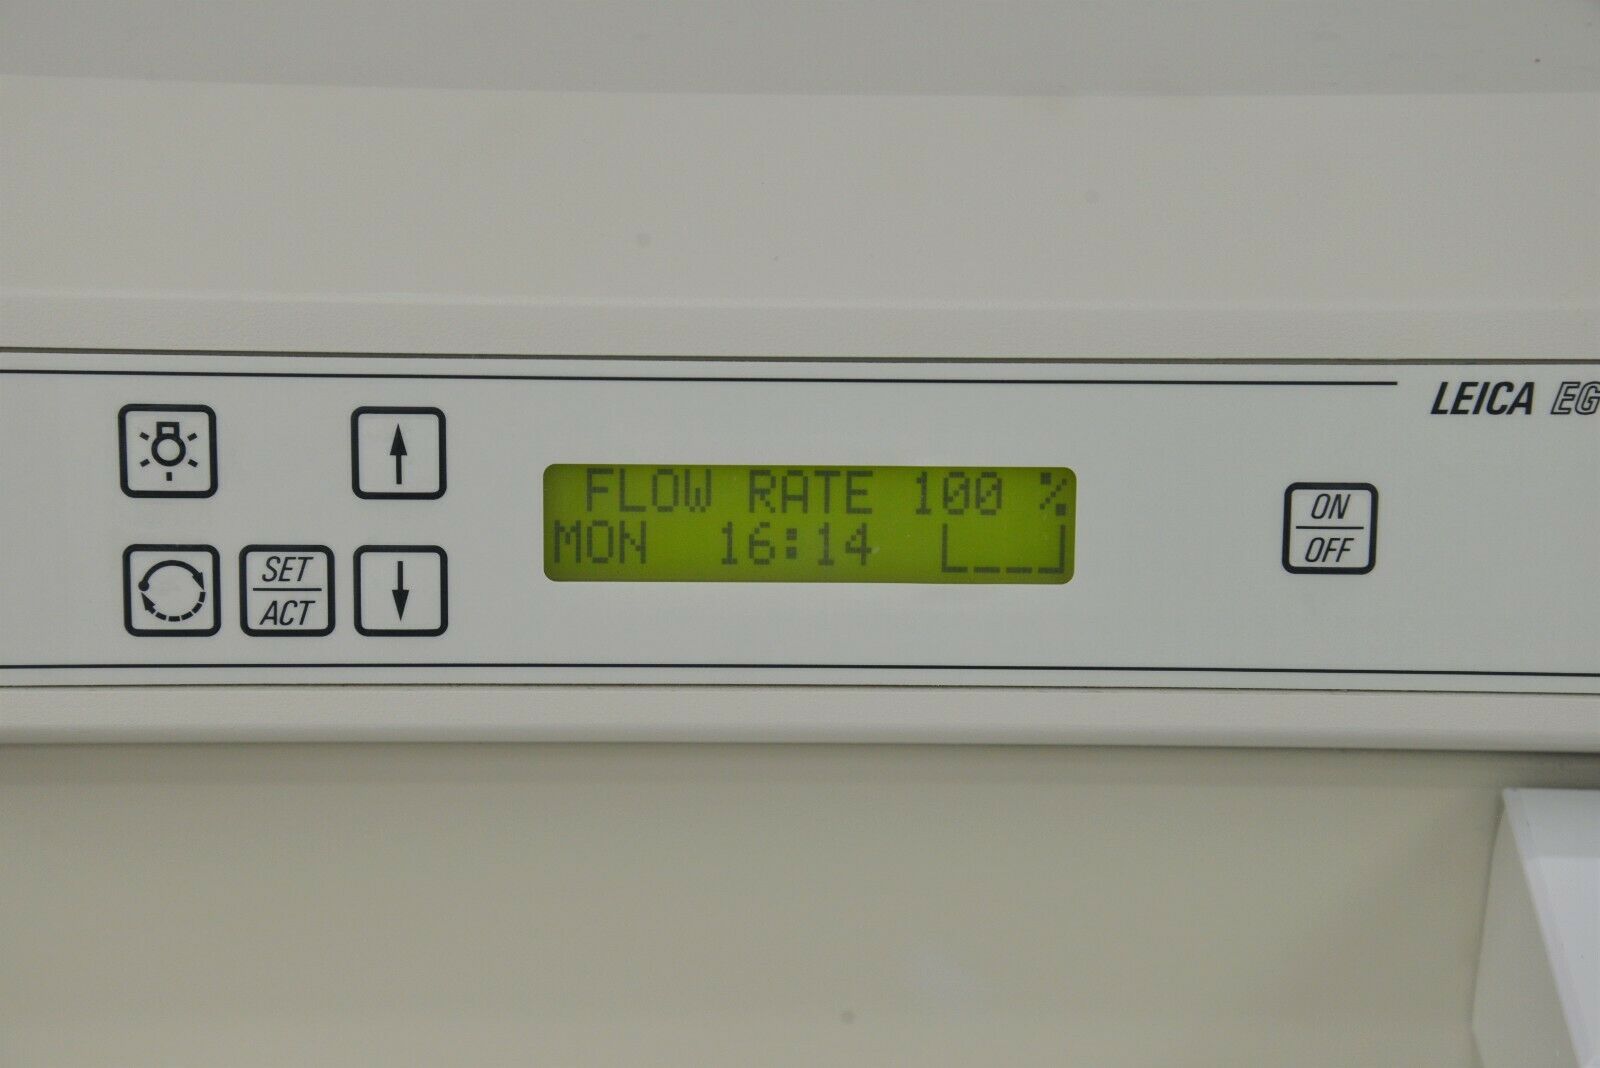 LEICA EG
FLOW RATE 100 %
MON 16:14
ON
OFF
SET
ACT